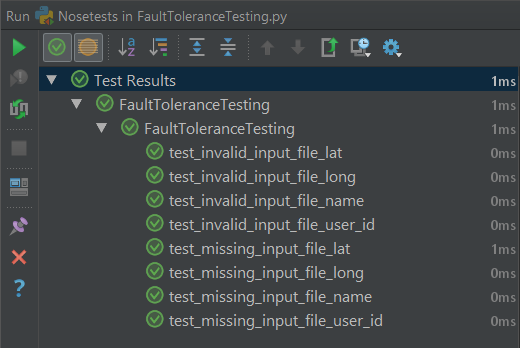 Run Nosetests in FaultToleranceTesting.py
Test Results 1ms
FaultToleranceTesting 1ms
FaultToleranceTesting 1ms
test_invalid_input_file_lat 0ms
test_invalid_input_file_long 0ms
test_invalid_input_file_name 0ms
test_invalid_input_file_user_id 0ms
test_missing_input_file_lat 1ms
test_missing_input_file_long 0ms
test_missing_input_file_name 0ms
test_missing_input_file_user_id 0ms